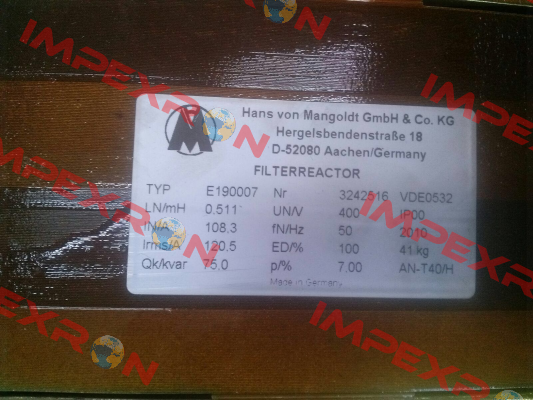 IMPEXRON
IMPEXRON
M
Hans von Mangoldt GmbH & Co. KG
Hergelsbendenstraße 18
D-52080 Aachen/Germany
FILTERREACTOR
TYP E190007 Nr 3242516 VDE0532
LN/mH 0.511 UN/V 400 IP00
IN/A 108.3 fN/Hz 50 2010
Irms/A 120.5 ED/% 100 41 kg
Qk/kvar 75.0 p/% 7.00 AN-T40/H
Made in Germany
IMPEXRON
IMPEXRON
IMPEXRON